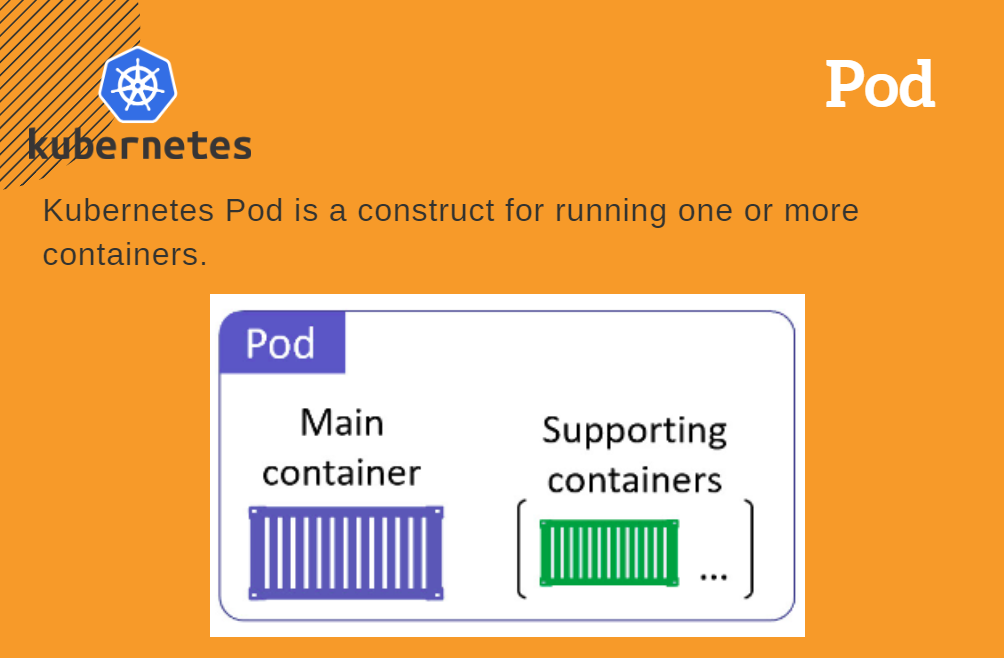 Pod
kubernetes
Kubernetes Pod is a construct for running one or more
containers.
Pod
Main
container
Supporting
containers
...